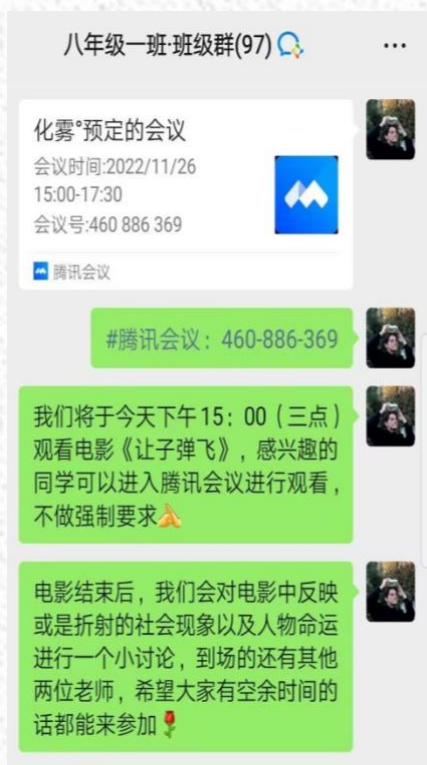 八年级一班·班级群(97)
化雾°预定的会议
会议时间:2022/11/26
15:00-17:30
会议号:460 886 369
腾讯会议
#腾讯会议：460-886-369
我们将于今天下午15：00（三点）
观看电影《让子弹飞》，感兴趣的
同学可以进入腾讯会议进行观看，
不做强制要求🙏
电影结束后，我们会对电影中反映
或是折射的社会现象以及人物命运
进行一个小讨论，到场的还有其他
两位老师，希望大家有空余时间的
话都能来参加🌹